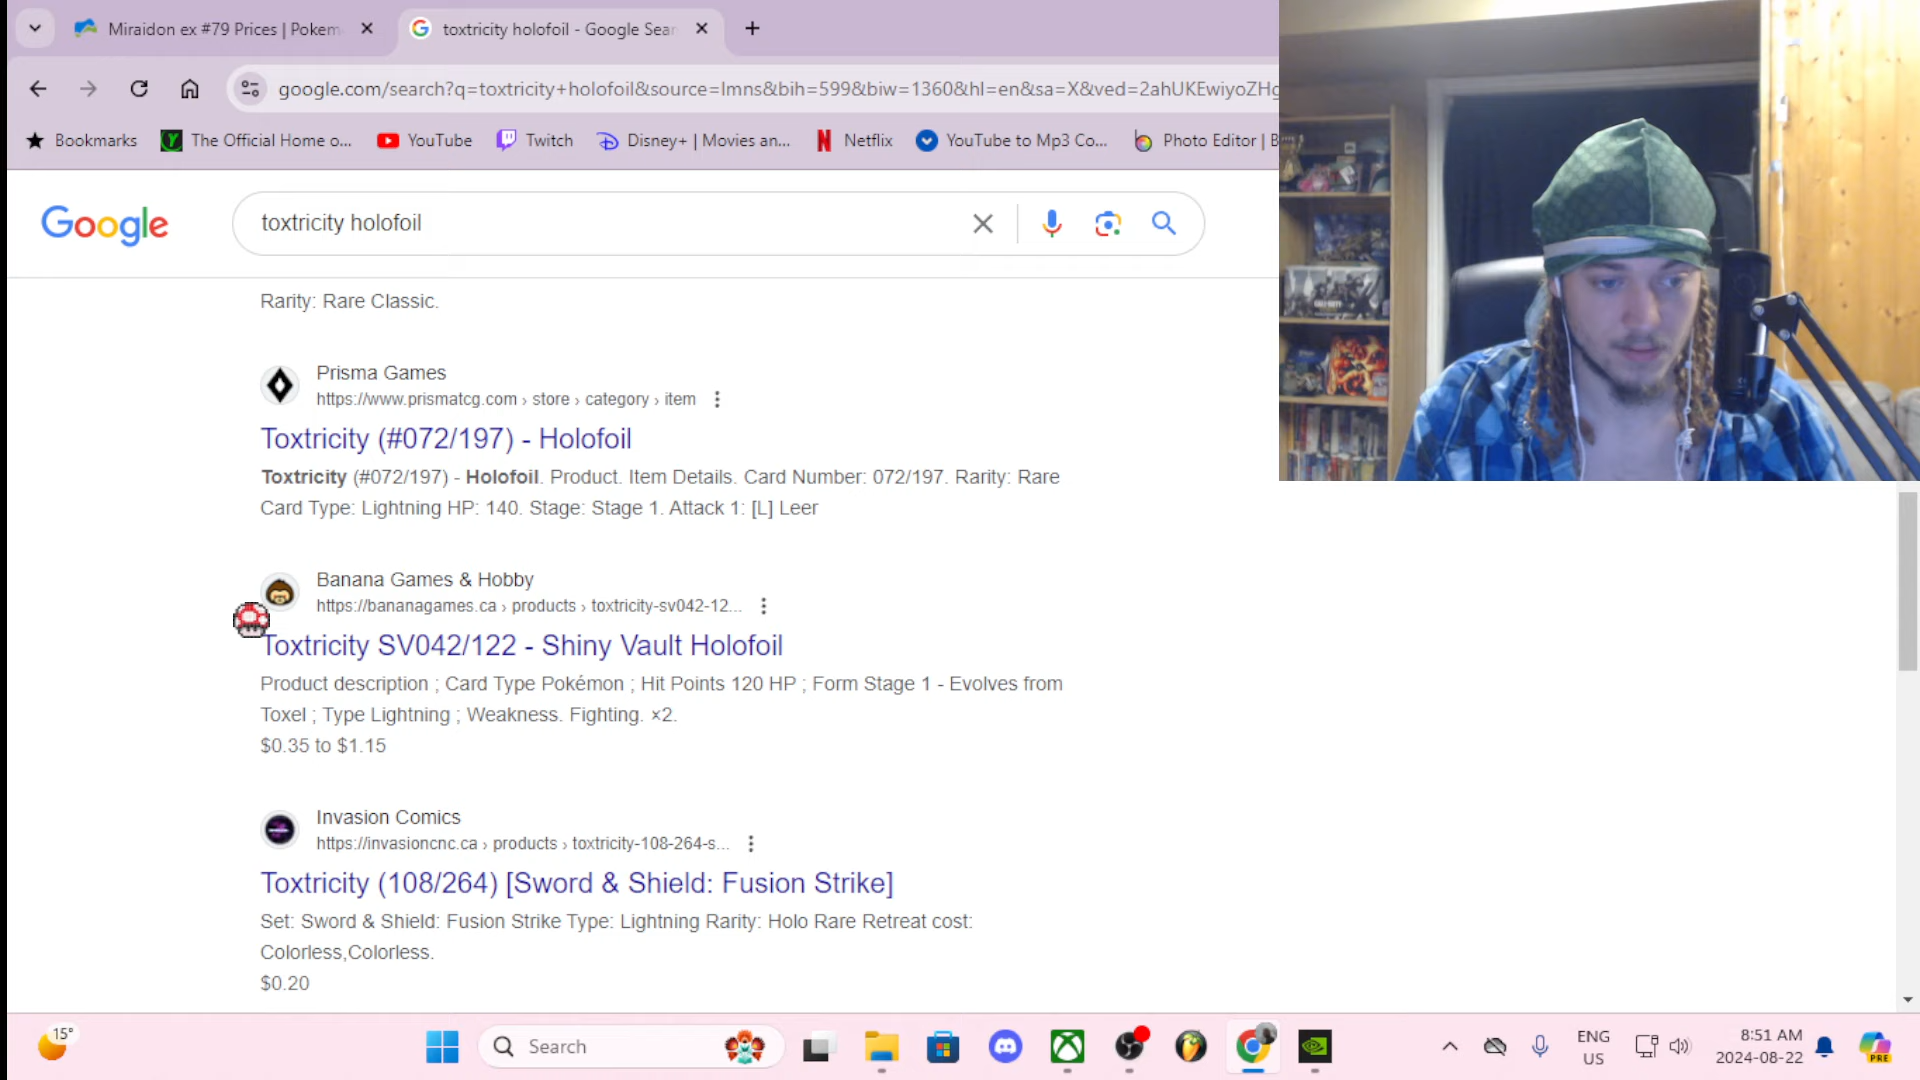 Miraidon ex #79 Prices | Pokem
toxtricity holofoil - Google Sear
google.com/search?q=toxtricity+holofoil&source=lmns&bih=599&biw=1360&hl=en&sa=X&ved=2ahUKEwiyoZHg
Bookmarks
The Official Home o...
YouTube
Twitch
Disney+ | Movies an...
Netflix
YouTube to Mp3 Co...
Photo Editor | B
Google
toxtricity holofoil
Rarity: Rare Classic.
Prisma Games
https://www.prismatcg.com › store › category › item
Toxtricity (#072/197) - Holofoil
Toxtricity (#072/197) - Holofoil. Product. Item Details. Card Number: 072/197. Rarity: Rare
Card Type: Lightning HP: 140. Stage: Stage 1. Attack 1: [L] Leer
Banana Games & Hobby
https://bananagames.ca › products › toxtricity-sv042-12...
Toxtricity SV042/122 - Shiny Vault Holofoil
Product description ; Card Type Pokémon ; Hit Points 120 HP ; Form Stage 1 - Evolves from
Toxel ; Type Lightning ; Weakness. Fighting. ×2.
$0.35 to $1.15
Invasion Comics
https://invasioncnc.ca › products › toxtricity-108-264-s...
Toxtricity (108/264) [Sword & Shield: Fusion Strike]
Set: Sword & Shield: Fusion Strike Type: Lightning Rarity: Holo Rare Retreat cost:
Colorless,Colorless.
$0.20
15°
Search
ENG
US
8:51 AM
2024-08-22
PRE